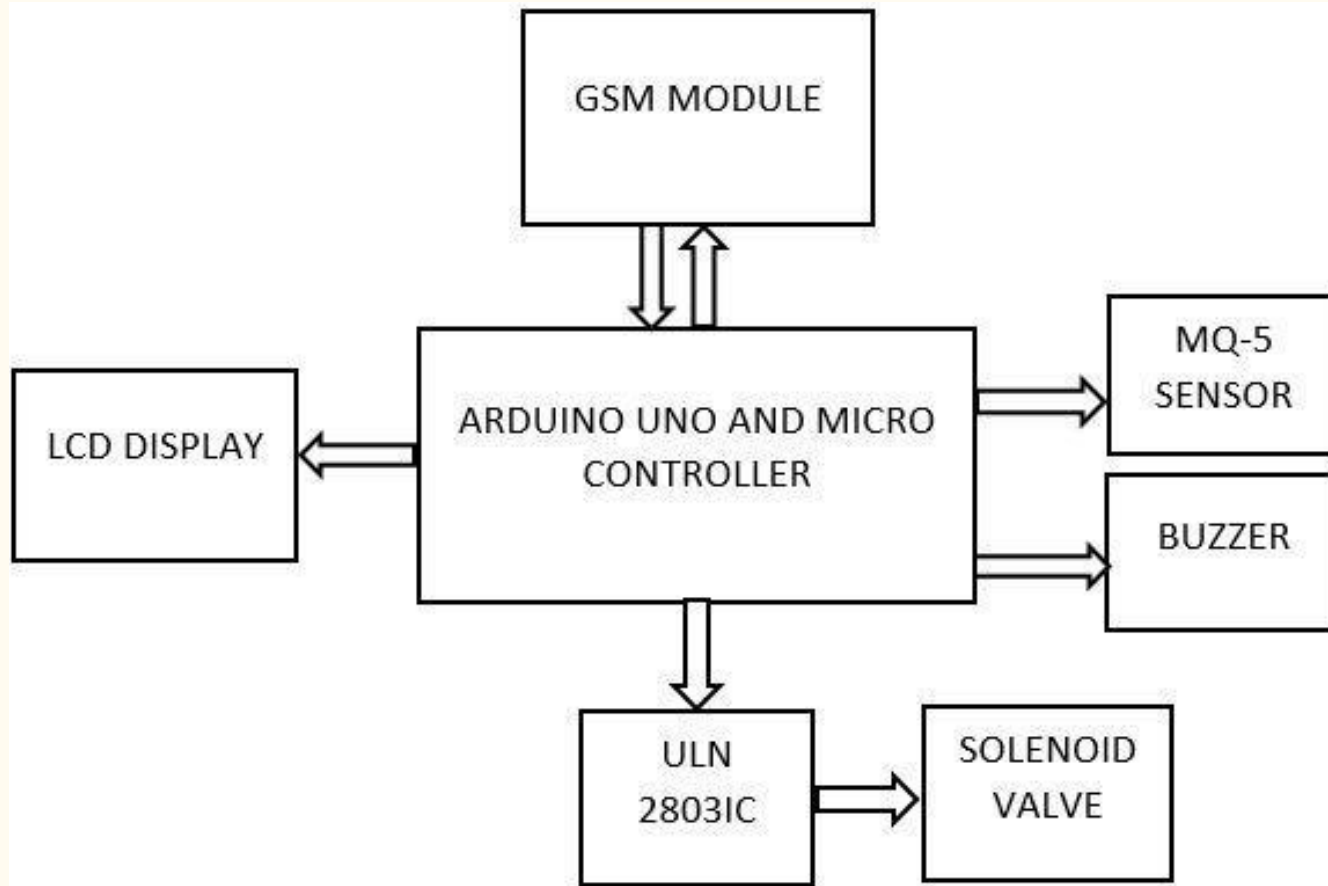 GSM MODULE
MQ-5
SENSOR
LCD DISPLAY
ARDUINO UNO AND MICRO
CONTROLLER
BUZZER
ULN
2803IC
SOLENOID
VALVE